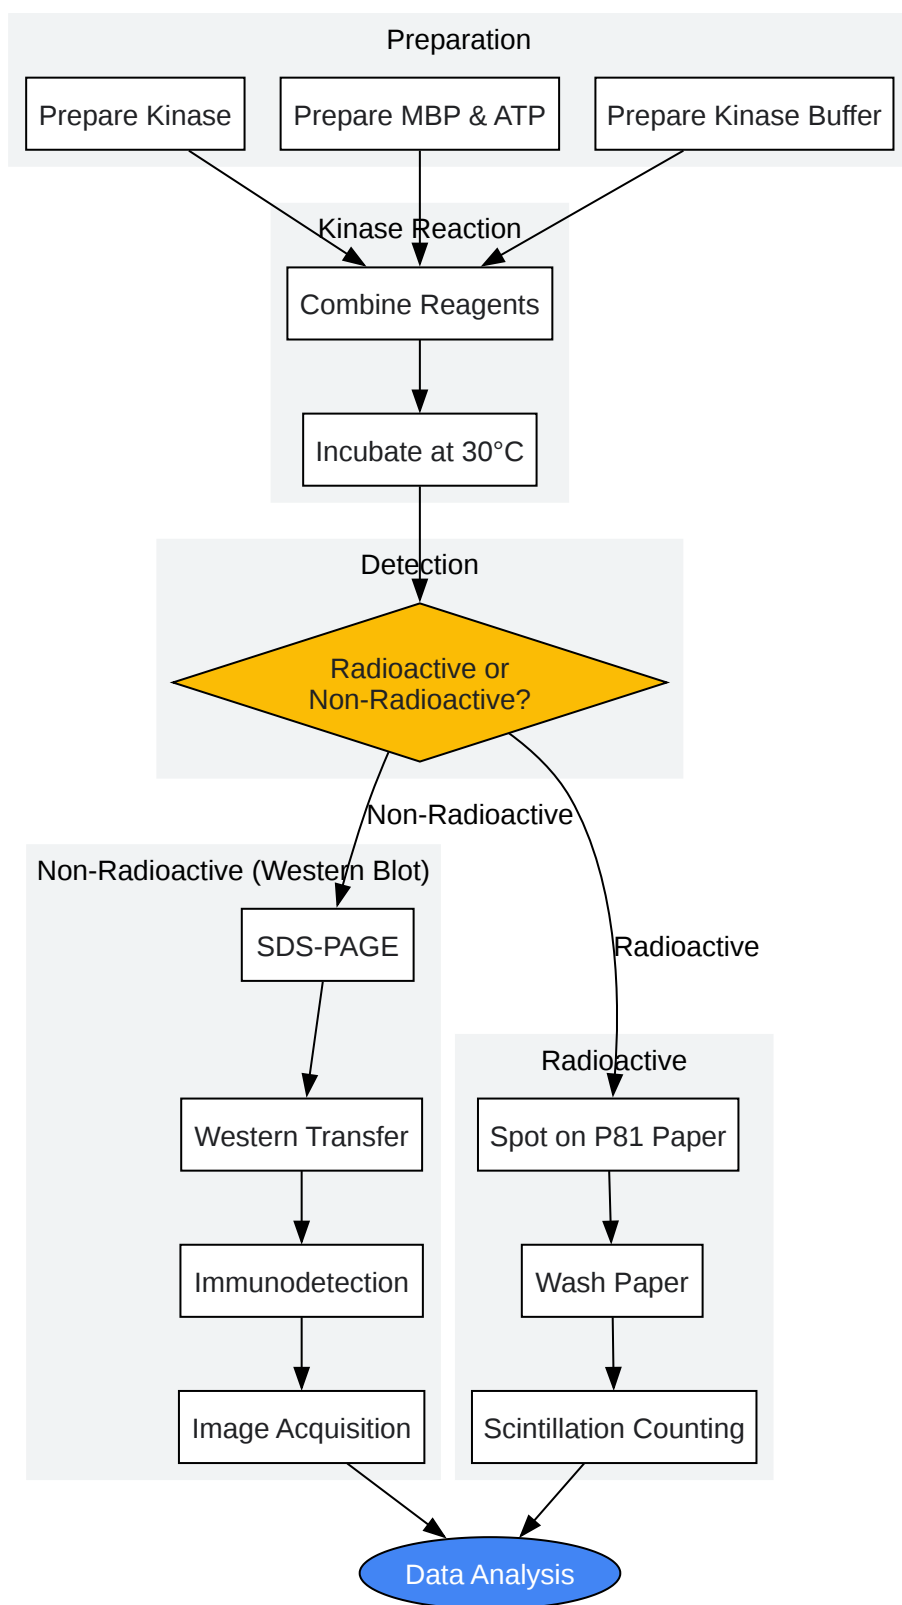 Preparation
Prepare Kinase
Prepare MBP & ATP
Prepare Kinase Buffer
Kinase Reaction
Combine Reagents
Incubate at 30°C
Detection
Radioactive or
Non-Radioactive?
Non-Radioactive
Non-Radioactive (Western Blot)
SDS-PAGE
Radioactive
Radioactive
Western Transfer
Spot on P81 Paper
Immunodetection
Wash Paper
Image Acquisition
Scintillation Counting
Data Analysis